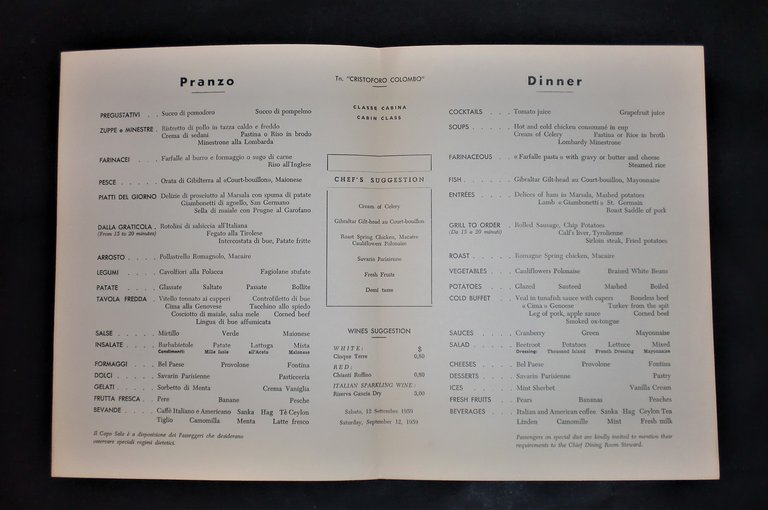 Pranzo
PREGUSTATIVI . . Succo di pomodoro Succo di pompelmo
ZUPPE e MINESTRE . Ristretto di pollo in tazza caldo e freddo
Crema di sedani Pastina o Riso in brodo
Minestrone alla Lombarda
FARINACEI . . . Farfalle al burro e formaggio o sugo di carne
Riso all'Inglese
PESCE . . . . . Orata di Gibilterra al «Court-bouillon», Maionese
PIATTI DEL GIORNO Delizie di prosciutto al Marsala con spuma di patate
Giambonetti di agnello, San Germano
Sella di maiale con Prugne al Garofano
DALLA GRATICOLA . Rotolini di salsiccia all'Italiana
(From 15 to 20 minutes) Fegato alla Tirolese
Intercostata di bue, Patate fritte
ARROSTO . . . . Pollastrello Romagnolo, Macaire
LEGUMI . . . . Cavolfiori alla Polacca Fagiolane stufate
PATATE . . . . Glassate Saltate Passate Bollite
TAVOLA FREDDA . . Vitello tonnato ai capperi Controfiletto di bue
Cima alla Genovese Tacchino allo spiedo
Cosciotto di maiale, salsa mele Corned beef
Lingua di bue affumicata
SALSE . . . . . Mirtillo Verde Maionese
INSALATE . . . . Barbabietole Patate Lattuga Mista
Condimenti: Mille Isole all'Aceto Maionese
FORMAGGI . . . . Bel Paese Provolone Fontina
DOLCI . . . . . Savarin Parisienne Pasticceria
GELATI . . . . . Sorbetto di Menta Crema Vaniglia
FRUTTA FRESCA . . Pere Banane Pesche
BEVANDE . . . . Caffè Italiano e Americano Sanka Hag Tè Ceylon
Tiglio Camomilla Menta Latte fresco
Il Capo Sala è a disposizione dei Passeggeri che desiderano
osservare speciali regimi dietetici.
Tn. "CRISTOFORO COLOMBO"
CLASSE CABINA
CABIN CLASS
CHEF'S SUGGESTION
Cream of Celery
Gibraltar Gilt-head au Court-bouillon
Roast Spring Chicken, Macaire
Cauliflowers Polonaise
Savarin Parisienne
Fresh Fruits
Demi tasse
WINES SUGGESTION
WHITE: $
Cinque Terre 0,80
RED:
Chianti Ruffino 0,80
ITALIAN SPARKLING WINE:
Riserva Gancia Dry 3,00
Sabato, 12 Settembre 1959
Saturday, September 12, 1959
Dinner
COCKTAILS . . . Tomato juice Grapefruit juice
SOUPS . . . . . Hot and cold chicken consommé in cup
Cream of Celery Pastina or Rice in broth
Lombardy Minestrone
FARINACEOUS . . . «Farfalle pasta» with gravy or butter and cheese
Steamed rice
FISH . . . . . Gibraltar Gilt-head au Court-bouillon, Mayonnaise
ENTRÉES . . . . Delices of ham in Marsala, Mashed potatoes
Lamb «Giambonetti» St. Germain
Roast Saddle of pork
GRILL TO ORDER . . Rolled Sausage, Chip Potatoes
(Da 15 a 20 minuti) Calf's liver, Tyrolienne
Sirloin steak, Fried potatoes
ROAST . . . . . Romagne Spring chicken, Macaire
VEGETABLES . . . Cauliflowers Polonaise Braised White Beans
POTATOES . . . . Glazed Sauteed Mashed Boiled
COLD BUFFET . . . Veal in tunafish sauce with capers Boneless beef
«Cima» Genoese Turkey from the spit
Leg of pork, apple sauce Corned beef
Smoked ox-tongue
SAUCES . . . . Cranberry Green Mayonnaise
SALAD . . . . . Beetroot Potatoes Lettuce Mixed
Dressing: Thousand Island French Dressing Mayonnaise
CHEESES . . . . Bel Paese Provolone Fontina
DESSERTS . . . . Savarin Parisienne Pastry
ICES . . . . . Mint Sherbet Vanilla Cream
FRESH FRUITS . . . Pears Bananas Peaches
BEVERAGES . . . Italian and American coffee Sanka Hag Ceylon Tea
Linden Camomille Mint Fresh milk
Passengers on special diet are kindly invited to mention their
requirements to the Chief Dining Room Steward.